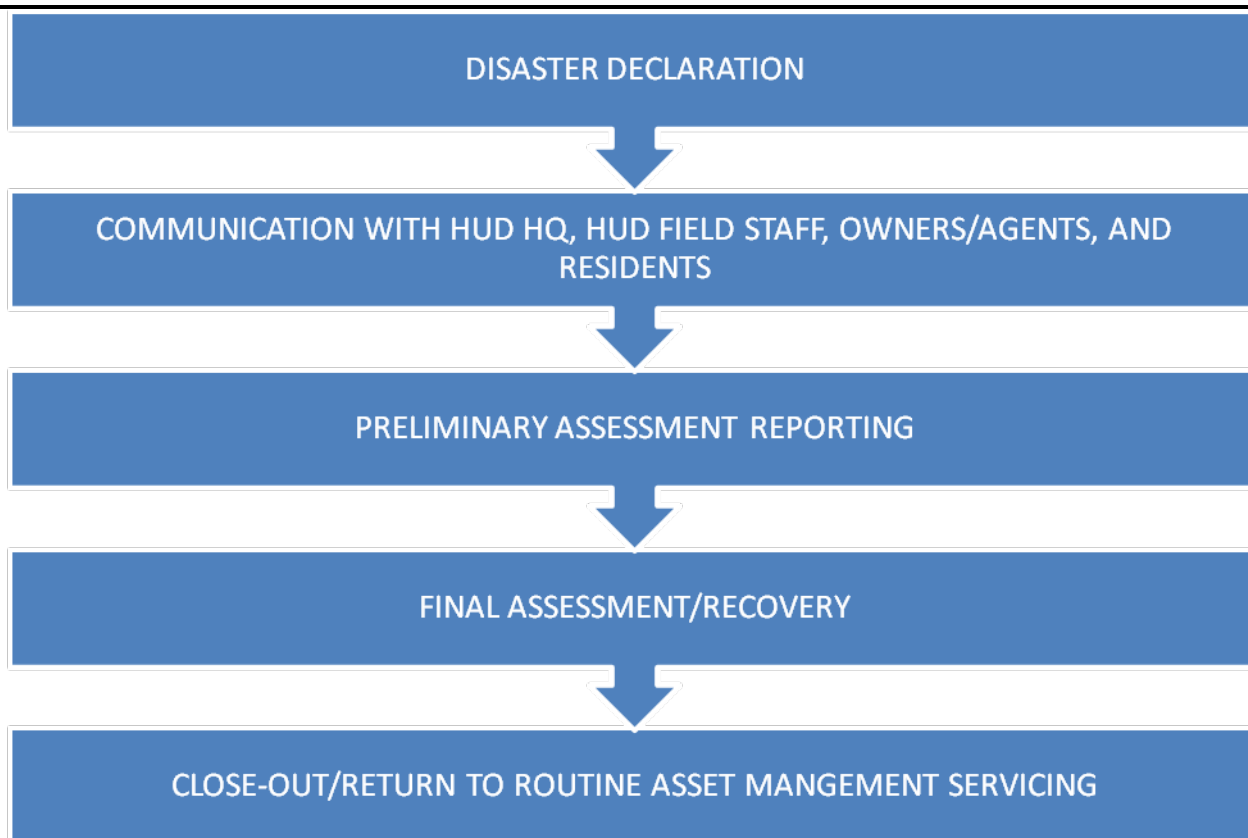 DISASTER DECLARATION
COMMUNICATION WITH HUD HQ, HUD FIELD STAFF, OWNERS/AGENTS, AND
RESIDENTS
PRELIMINARY ASSESSMENT REPORTING
FINAL ASSESSMENT/RECOVERY
CLOSE-OUT/RETURN TO ROUTINE ASSET MANGEMENT SERVICING